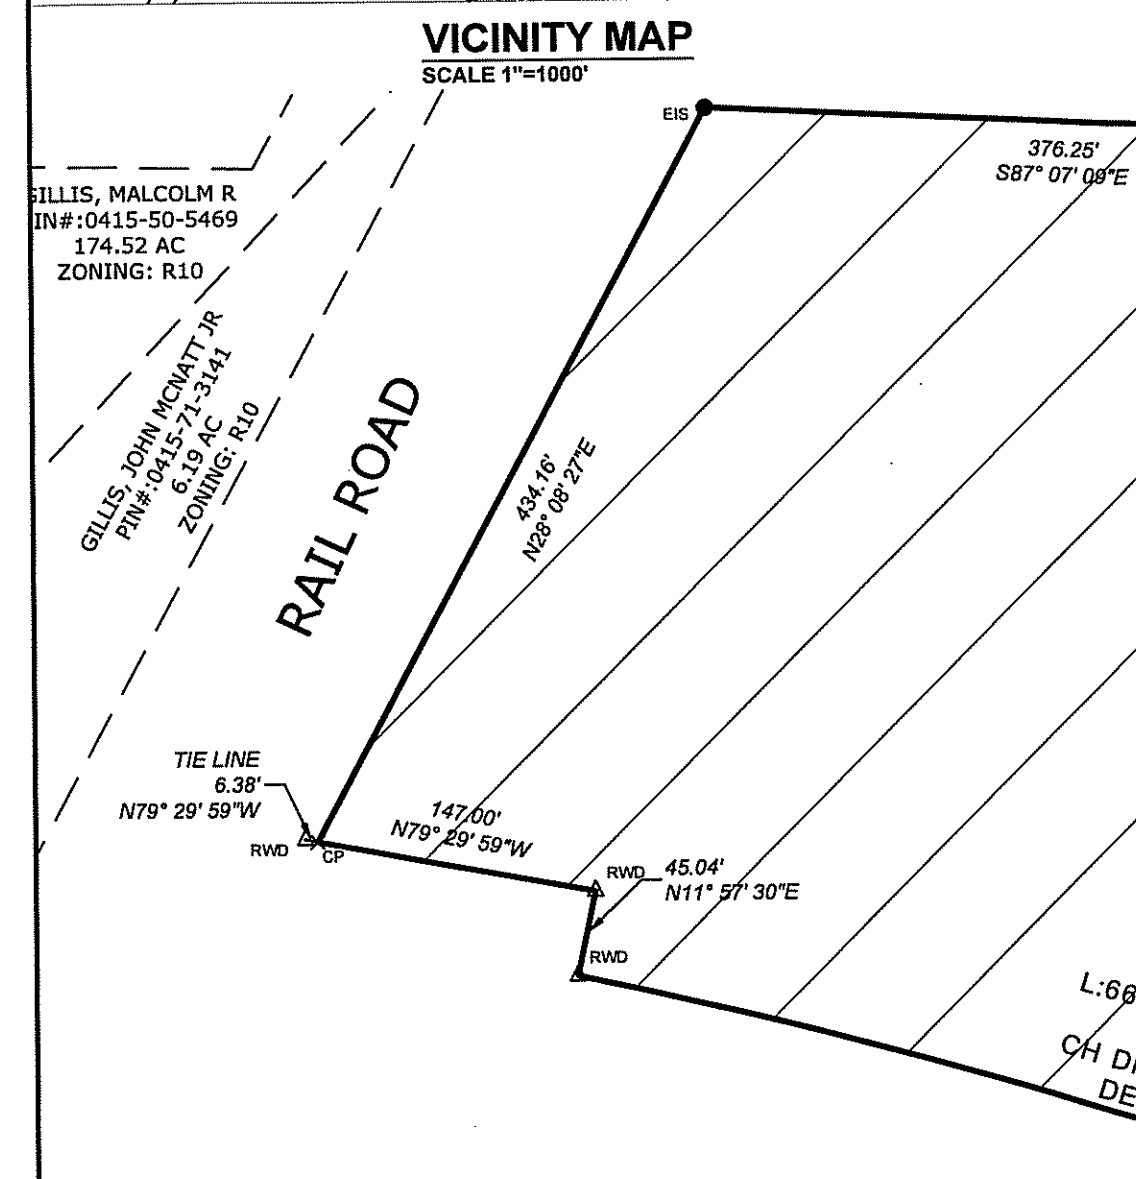 VICINITY MAP
SCALE 1"=1000'
EIS
376.25'
S87° 07' 09"E
GILLIS, MALCOLM R
IN#:0415-50-5469
174.52 AC
ZONING: R10
GILLIS, JOHN MCNATT JR
PIN#:0415-71-3141
6.19 AC
ZONING: R10
RAIL ROAD
434.16'
N28° 08' 27"E
TIE LINE
6.38'
N79° 29' 59"W
RWD
CP
147.00'
N79° 29' 59"W
RWD
45.04'
N11° 57' 30"E
RWD
L:66
CH DI
DE